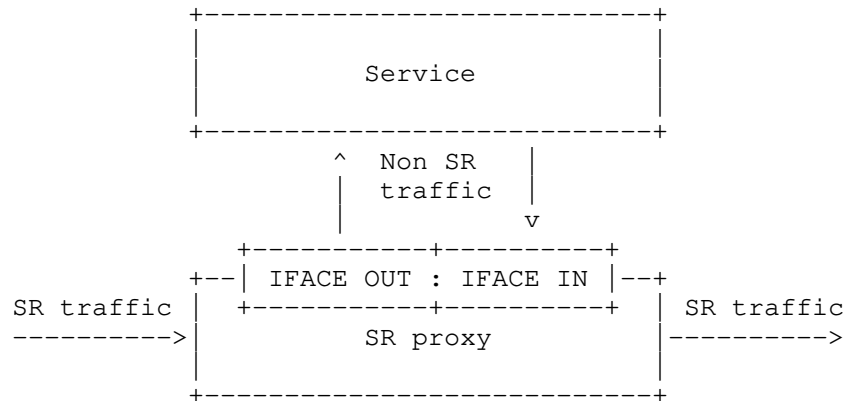 Service
Non SR
traffic
IFACE OUT : IFACE IN
SR traffic
SR traffic
SR proxy